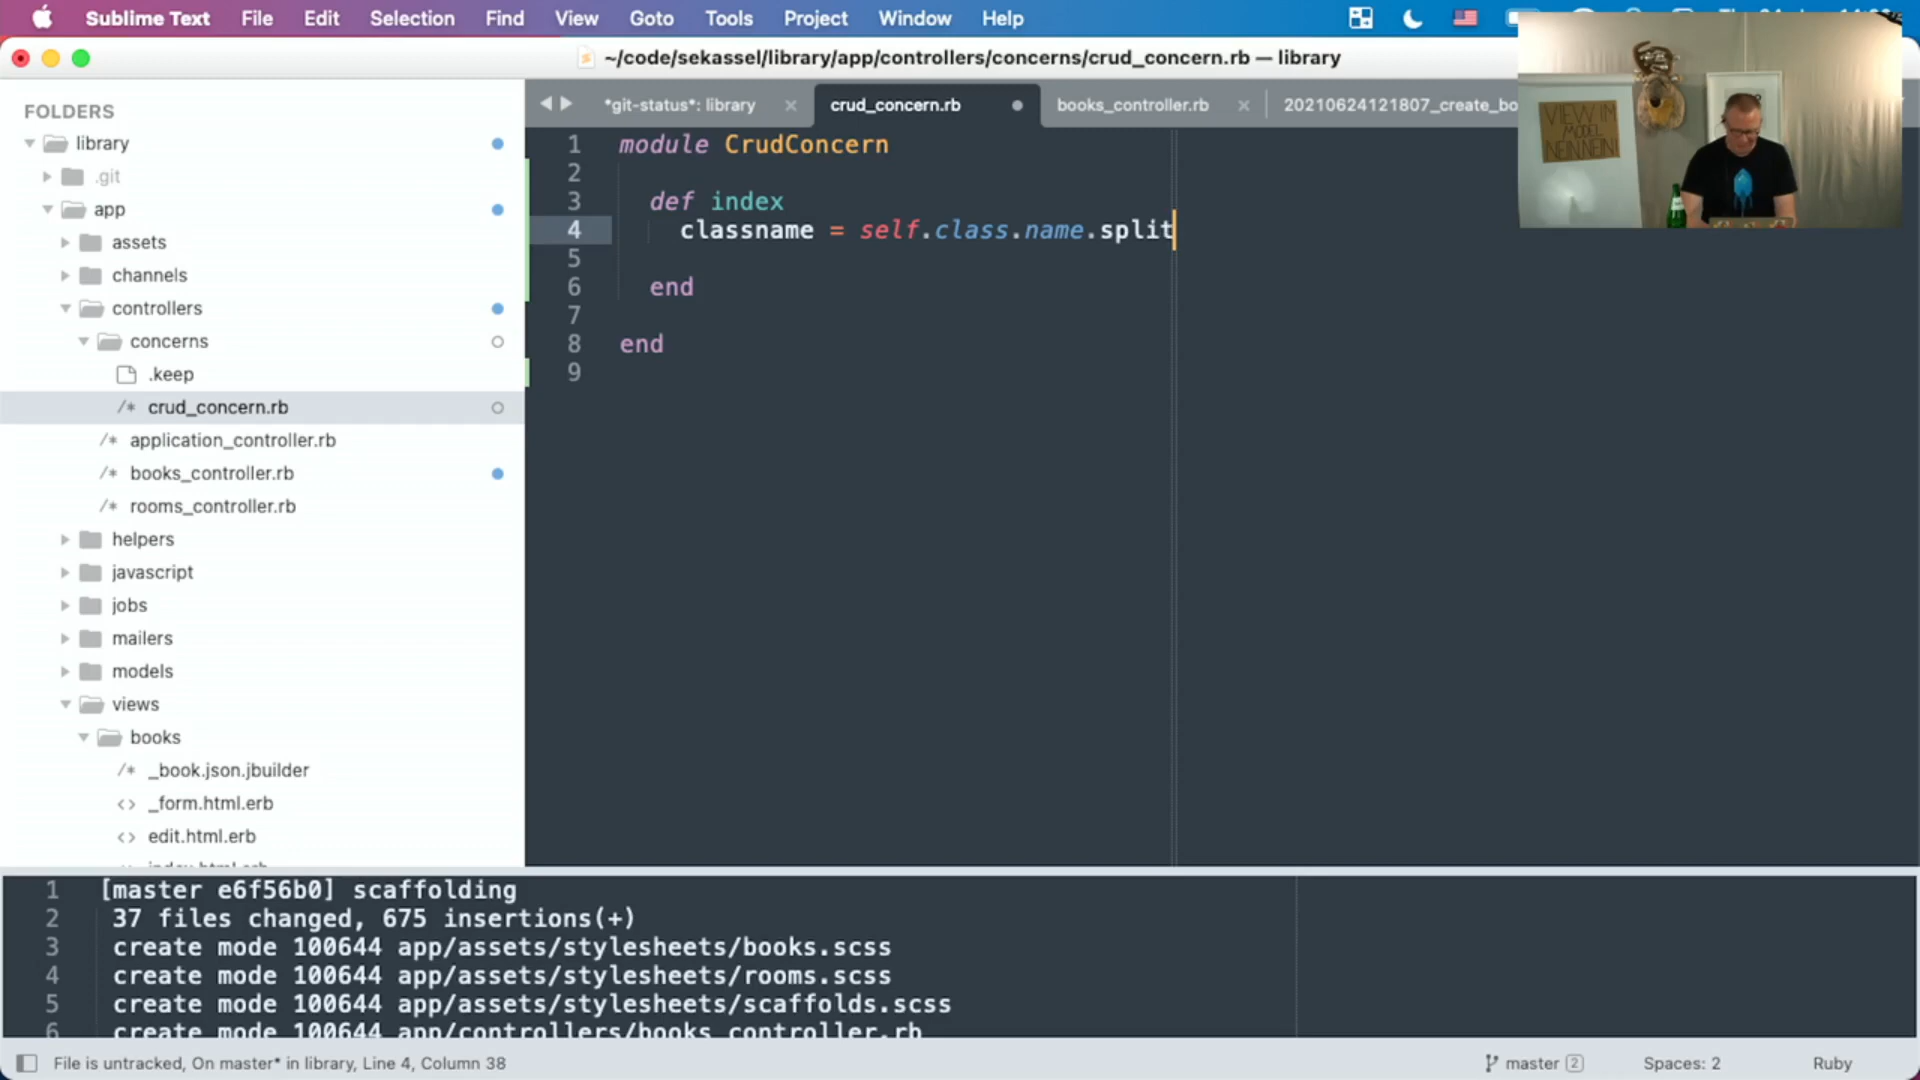 Sublime Text File Edit Selection Find View Goto Tools Project Window Help
~/code/sekassel/library/app/controllers/concerns/crud_concern.rb — library
FOLDERS
library
.git
app
assets
channels
controllers
concerns
.keep
/* crud_concern.rb
/* application_controller.rb
/* books_controller.rb
/* rooms_controller.rb
helpers
javascript
jobs
mailers
models
views
books
/* _book.json.jbuilder
<> _form.html.erb
<> edit.html.erb
*git-status*: library crud_concern.rb books_controller.rb 20210624121807_create_bo
1 module CrudConcern
2
3 def index
4 classname = self.class.name.split
5
6 end
7
8 end
9
VIEW IM
MODEL
NEINNEIN!
1 [master e6f56b0] scaffolding
2 37 files changed, 675 insertions(+)
3 create mode 100644 app/assets/stylesheets/books.scss
4 create mode 100644 app/assets/stylesheets/rooms.scss
5 create mode 100644 app/assets/stylesheets/scaffolds.scss
6 create mode 100644 app/controllers/books_controller.rb
File is untracked, On master* in library, Line 4, Column 38 master 2 Spaces: 2 Ruby